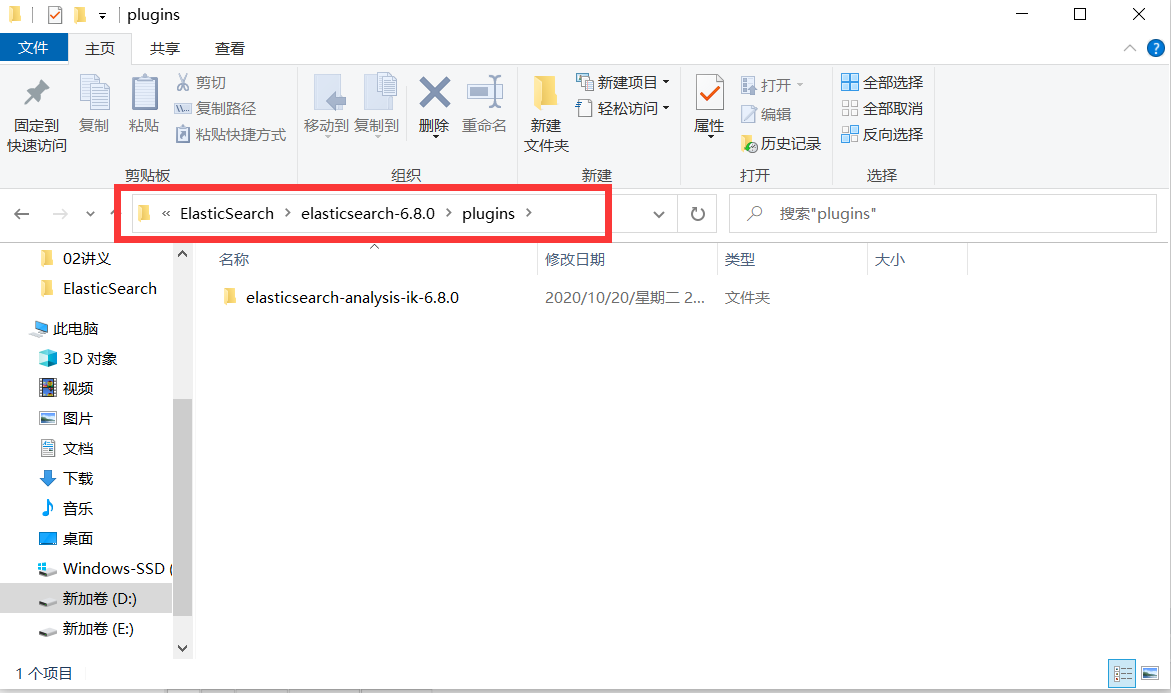 plugins
文件 主页 共享 查看
固定到快速访问 复制 粘贴 剪切 复制路径 粘贴快捷方式 移动到 复制到 删除 重命名 新建文件夹 新建项目 轻松访问 属性 打开 编辑 历史记录 全部选择 全部取消 反向选择
剪贴板 组织 新建 打开 选择
« ElasticSearch > elasticsearch-6.8.0 > plugins > 搜索"plugins"
名称 修改日期 类型 大小
elasticsearch-analysis-ik-6.8.0 2020/10/20/星期二 2... 文件夹
02讲义
ElasticSearch
此电脑
3D 对象
视频
图片
文档
下载
音乐
桌面
Windows-SSD (
新加卷 (D:)
新加卷 (E:)
1 个项目